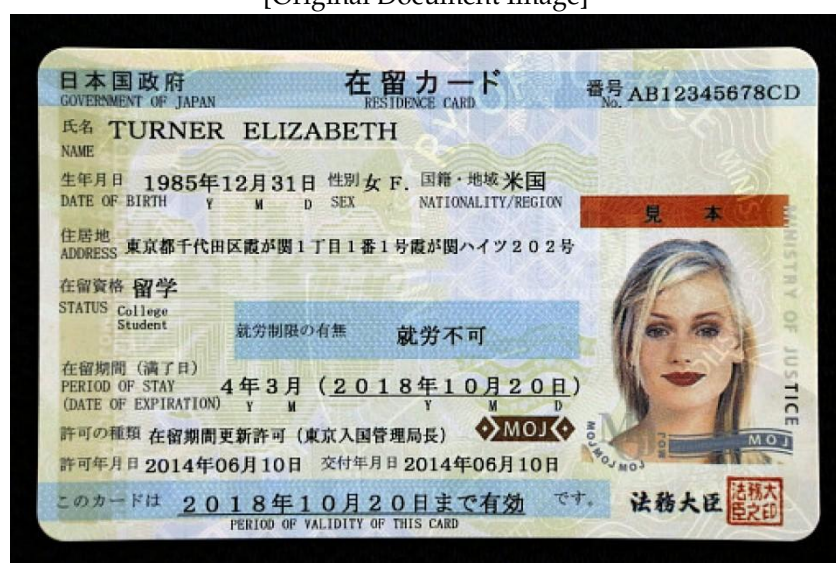 [Original Document Image]
日本国政府 在留カード 番号 AB12345678CD
GOVERNMENT OF JAPAN RESIDENCE CARD No.
氏名 TURNER ELIZABETH
NAME
生年月日 1985年12月31日 性別 女 F. 国籍・地域 米国
DATE OF BIRTH Y M D SEX NATIONALITY/REGION
見本
住居地 東京都千代田区霞が関1丁目1番1号霞が関ハイツ202号
ADDRESS
在留資格 留学
STATUS College
Student
就労制限の有無 就労不可
在留期間(満了日)
PERIOD OF STAY 4年3月(2018年10月20日)
(DATE OF EXPIRATION) Y M Y M D
許可の種類 在留期間更新許可(東京入国管理局長) MOJ
許可年月日 2014年06月10日 交付年月日 2014年06月10日
このカードは 2018年10月20日まで有効 です。
PERIOD OF VALIDITY OF THIS CARD
法務大臣 法務大臣之印
MINISTRY OF JUSTICE
MOJ MOJ MOJ
MOJ